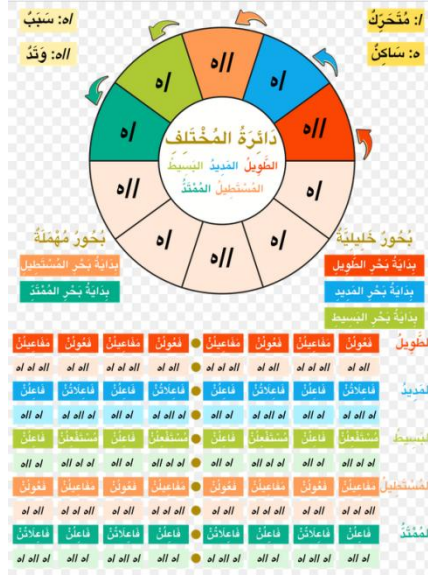 /: مُتَحَرِكٌ
/ه: سَبَبٌ
ه: سَاكِنٌ
//ه: وَتَدٌ
//ه
/ه
//ه
/ه
/ه
//ه
/ه
//ه
/ه
/ه
دَائِرَةُ المُخْتَلِفِ
الطَّوِيلُ المَدِيدُ البَسِيطُ
المُسْتَطِيلُ المُمْتَدُّ
بُحُورٌ خَلِيلِيَّةٌ
بِدَايَةُ بَحْرِ الطَّوِيلِ
بِدَايَةُ بَحْرِ المَدِيدِ
بِدَايَةُ بَحْرِ البَسِيطِ
بُحُورٌ مُهْمَلَةٌ
بِدَايَةُ بَحْرِ المُسْتَطِيلِ
بِدَايَةُ بَحْرِ المُمْتَدِّ
الطَّوِيلُ فَعُولُنْ مَفَاعِيلُنْ فَعُولُنْ مَفَاعِيلُنْ فَعُولُنْ مَفَاعِيلُنْ فَعُولُنْ مَفَاعِيلُنْ
//ه /ه //ه /ه /ه //ه /ه //ه /ه /ه //ه /ه //ه /ه /ه //ه /ه //ه /ه /ه
المَدِيدُ فَاعِلَاتُنْ فَاعِلُنْ فَاعِلَاتُنْ فَاعِلُنْ فَاعِلَاتُنْ فَاعِلُنْ فَاعِلَاتُنْ فَاعِلُنْ
/ه //ه /ه /ه //ه /ه //ه /ه /ه //ه /ه //ه /ه /ه //ه /ه //ه /ه /ه //ه
البَسِيطُ مُسْتَفْعِلُنْ فَاعِلُنْ مُسْتَفْعِلُنْ فَاعِلُنْ مُسْتَفْعِلُنْ فَاعِلُنْ مُسْتَفْعِلُنْ فَاعِلُنْ
/ه /ه //ه /ه //ه /ه /ه //ه /ه //ه /ه /ه //ه /ه //ه /ه /ه //ه /ه //ه
المُسْتَطِيلُ مَفَاعِيلُنْ فَعُولُنْ مَفَاعِيلُنْ فَعُولُنْ مَفَاعِيلُنْ فَعُولُنْ مَفَاعِيلُنْ فَعُولُنْ
//ه /ه /ه //ه /ه //ه /ه /ه //ه /ه //ه /ه /ه //ه /ه //ه /ه /ه //ه /ه
المُمْتَدُّ فَاعِلُنْ فَاعِلَاتُنْ فَاعِلُنْ فَاعِلَاتُنْ فَاعِلُنْ فَاعِلَاتُنْ فَاعِلُنْ فَاعِلَاتُنْ
/ه //ه /ه //ه /ه /ه //ه /ه //ه /ه /ه //ه /ه //ه /ه /ه //ه /ه //ه /ه